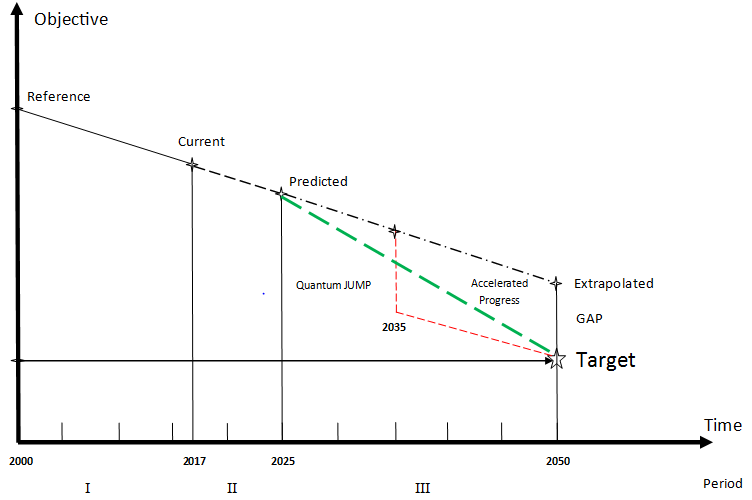 Objective
Reference
Current
Predicted
Quantum JUMP
Accelerated
Progress
Extrapolated
GAP
2035
Target
Time
2000
2017
2025
2050
I
II
III
Period